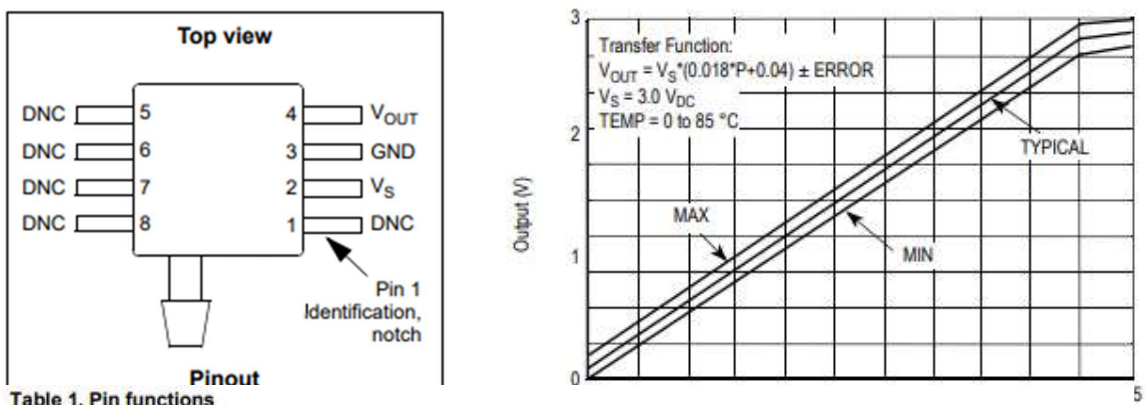 Top view
DNC 5 4 VOUT
DNC 6 3 GND
DNC 7 2 VS
DNC 8 1 DNC
Pin 1
Identification,
notch
Pinout
Table 1. Pin functions
3
Transfer Function:
VOUT = VS*(0.018*P+0.04) ± ERROR
VS = 3.0 VDC
TEMP = 0 to 85 °C
2
TYPICAL
Output (V)
MAX
1
MIN
0
5